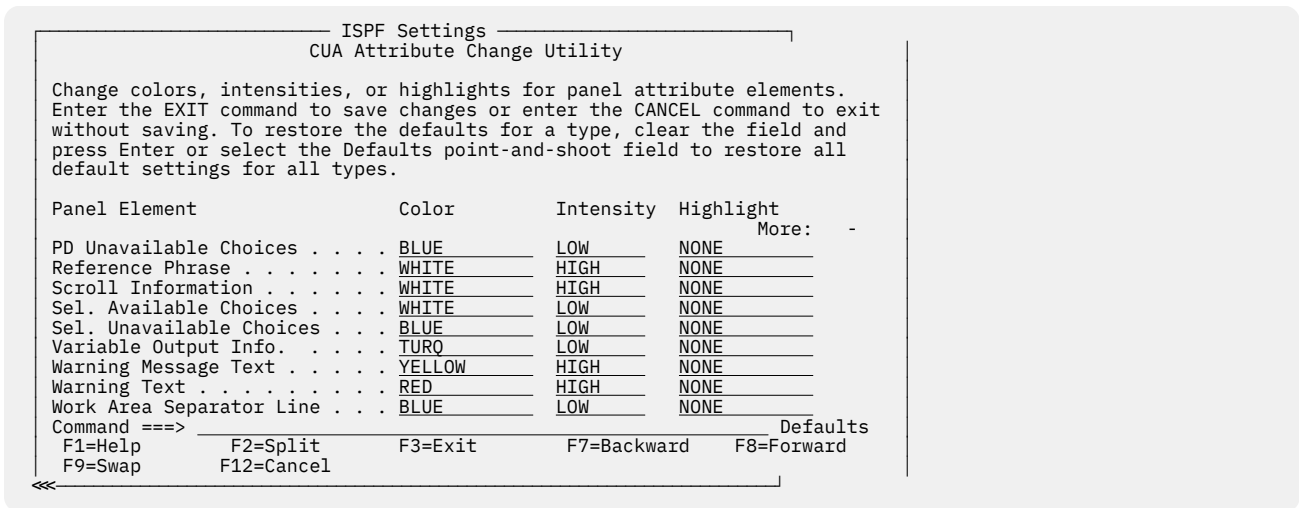 ISPF Settings
CUA Attribute Change Utility
Change colors, intensities, or highlights for panel attribute elements.
Enter the EXIT command to save changes or enter the CANCEL command to exit
without saving. To restore the defaults for a type, clear the field and
press Enter or select the Defaults point-and-shoot field to restore all
default settings for all types.
Panel Element Color Intensity Highlight
More: -
PD Unavailable Choices . . . . BLUE LOW NONE
Reference Phrase . . . . . . . WHITE HIGH NONE
Scroll Information . . . . . . WHITE HIGH NONE
Sel. Available Choices . . . . WHITE LOW NONE
Sel. Unavailable Choices . . . BLUE LOW NONE
Variable Output Info. . . . . TURQ LOW NONE
Warning Message Text . . . . . YELLOW HIGH NONE
Warning Text . . . . . . . . . RED HIGH NONE
Work Area Separator Line . . . BLUE LOW NONE
Command ===> Defaults
F1=Help F2=Split F3=Exit F7=Backward F8=Forward
F9=Swap F12=Cancel